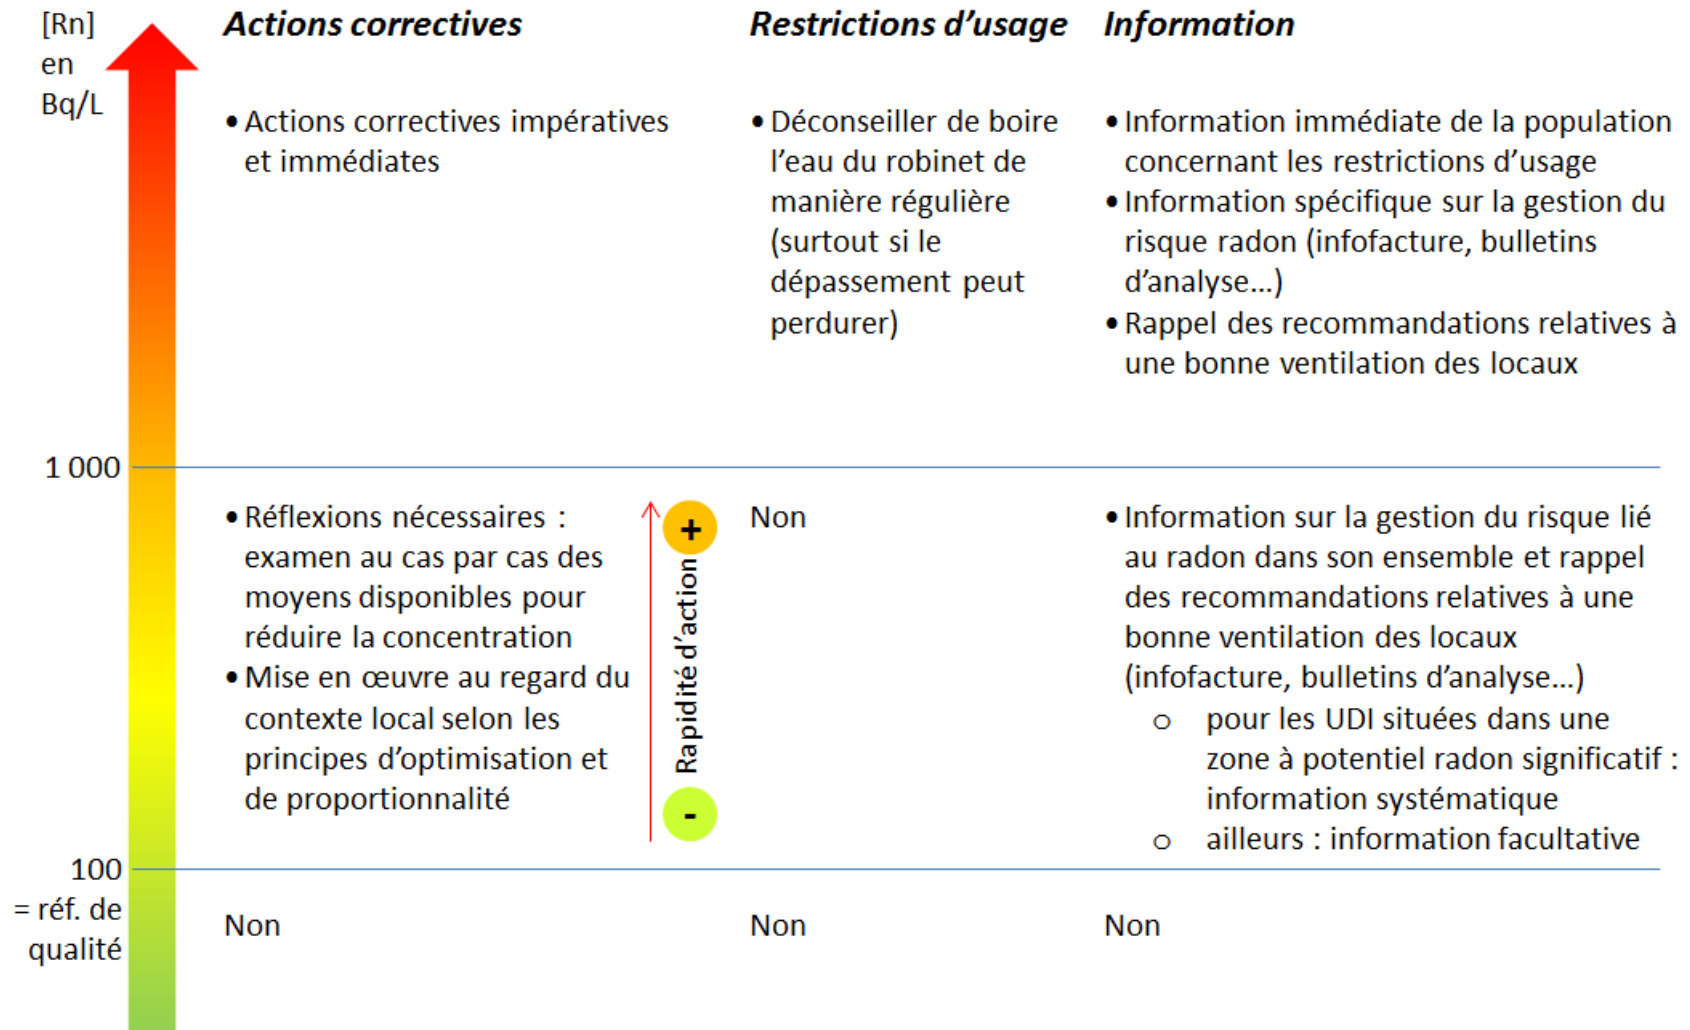 [Rn]
en
Bq/L
Actions correctives
Restrictions d’usage
Information
• Actions correctives impératives
et immédiates
• Déconseiller de boire
l’eau du robinet de
manière régulière
(surtout si le
dépassement peut
perdurer)
• Information immédiate de la population
concernant les restrictions d’usage
• Information spécifique sur la gestion du
risque radon (infofacture, bulletins
d’analyse…)
• Rappel des recommandations relatives à
une bonne ventilation des locaux
1 000
• Réflexions nécessaires :
examen au cas par cas des
moyens disponibles pour
réduire la concentration
• Mise en œuvre au regard du
contexte local selon les
principes d’optimisation et
de proportionnalité
+
Rapidité d’action
-
Non
• Information sur la gestion du risque lié
au radon dans son ensemble et rappel
des recommandations relatives à une
bonne ventilation des locaux
(infofacture, bulletins d’analyse…)
o pour les UDI situées dans une
zone à potentiel radon significatif :
information systématique
o ailleurs : information facultative
100
= réf. de
qualité
Non
Non
Non